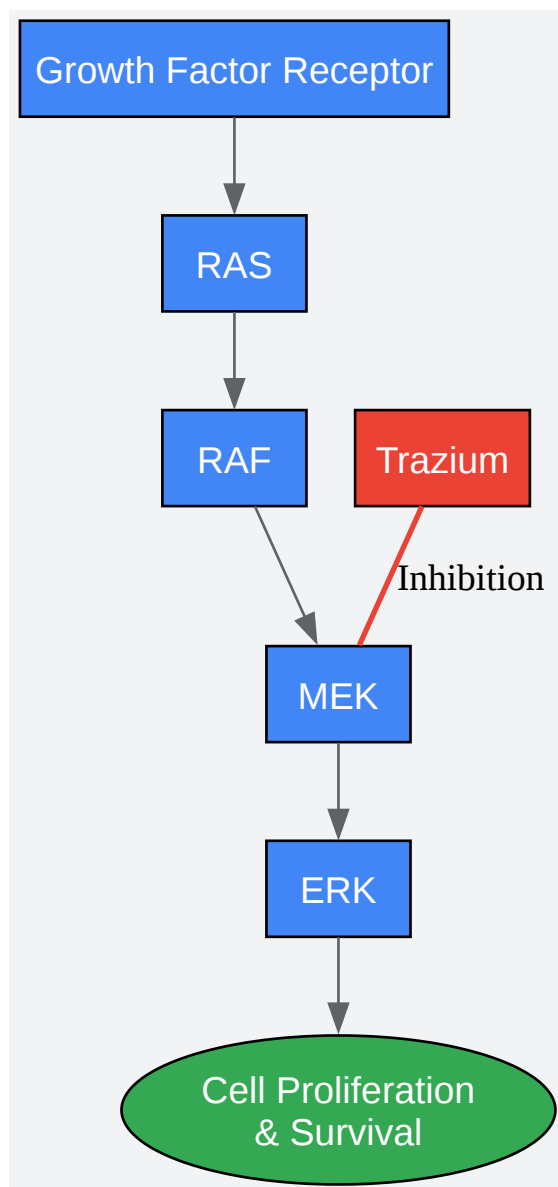 Growth Factor Receptor
RAS
RAF
Trazium
Inhibition
MEK
ERK
Cell Proliferation
& Survival